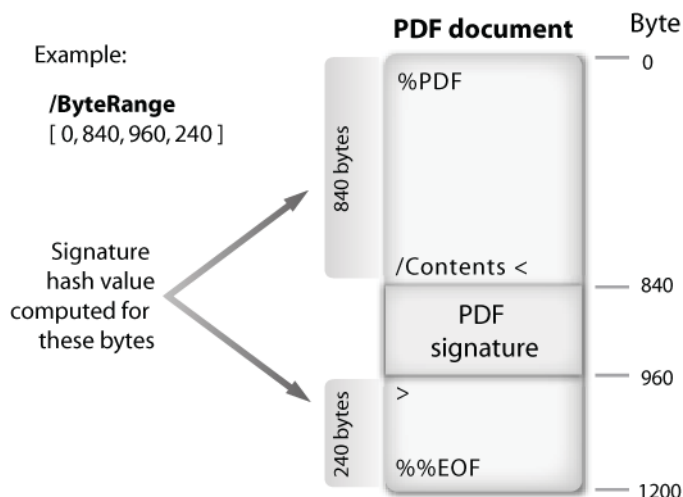 Example:
/ByteRange
[ 0, 840, 960, 240 ]
Signature
hash value
computed for
these bytes
PDF document
Byte
840 bytes
%PDF
/Contents <
PDF
signature
240 bytes
>
%%EOF
0
840
960
1200